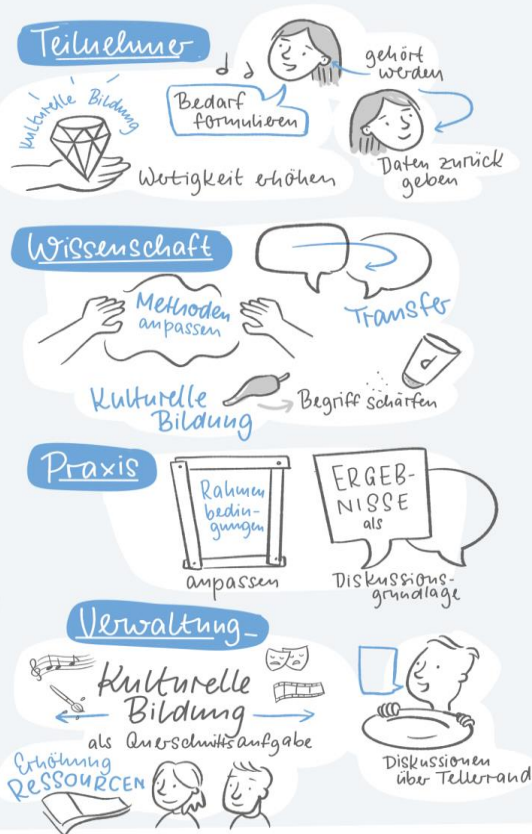 Teilnehmer
Kulturelle Bildung
Bedarf
formulieren
gehört
werden
Daten zurück
geben
Wertigkeit erhöhen
Wissenschaft
Methoden
anpassen
Transfer
Kulturelle
Bildung
Begriff schärfen
Praxis
Rahmen
bedin-
gungen
anpassen
ERGEB-
NISSE
als
Diskussions-
grundlage
Verwaltung
Kulturelle
Bildung
als Querschnittsaufgabe
Erhöhung
RESSOURCEN
Diskussionen
über Tellerrand